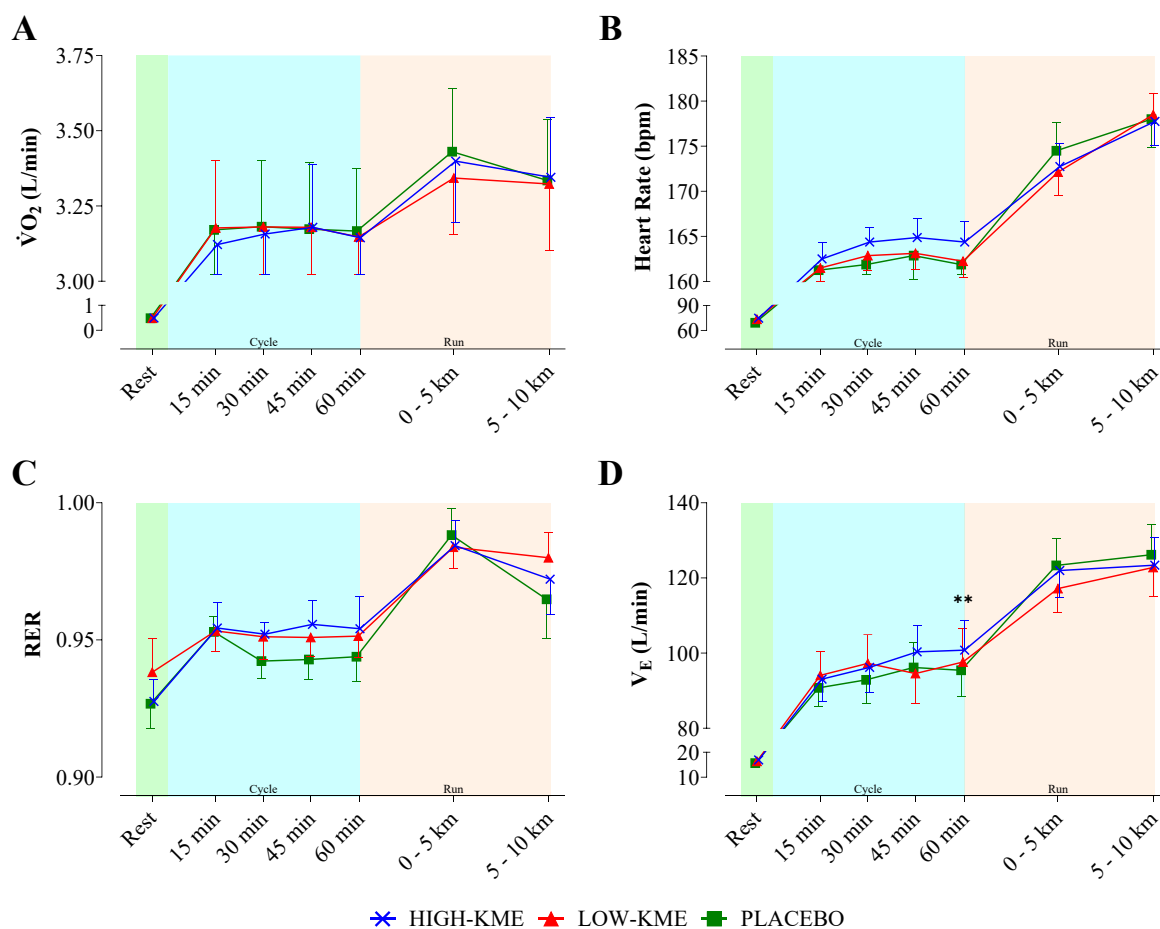 A
V̇O2 (L/min)
3.75
3.50
3.25
3.00
1
0
Cycle
Run
Rest
15 min
30 min
45 min
60 min
0 - 5 km
5 - 10 km
B
Heart Rate (bpm)
185
180
175
170
165
160
90
60
Cycle
Run
Rest
15 min
30 min
45 min
60 min
0 - 5 km
5 - 10 km
C
RER
1.00
0.95
0.90
Cycle
Run
Rest
15 min
30 min
45 min
60 min
0 - 5 km
5 - 10 km
D
VE (L/min)
140
120
100
80
20
10
**
Cycle
Run
Rest
15 min
30 min
45 min
60 min
0 - 5 km
5 - 10 km
HIGH-KME LOW-KME PLACEBO